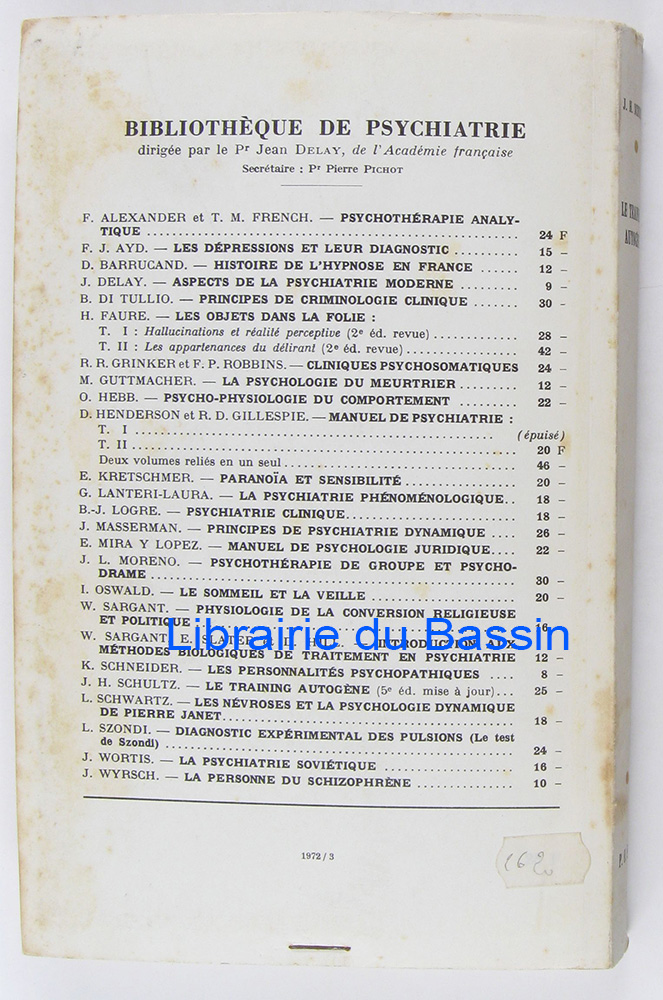 BIBLIOTHÈQUE DE PSYCHIATRIE
dirigée par le Pr Jean DELAY, de l'Académie française
Secrétaire : Pr Pierre PICHOT
F. ALEXANDER et T. M. FRENCH. — PSYCHOTHÉRAPIE ANALY-
TIQUE .......... 24 F
F. J. AYD. — LES DÉPRESSIONS ET LEUR DIAGNOSTIC .......... 15 –
D. BARRUCAND. — HISTOIRE DE L'HYPNOSE EN FRANCE ...... 12 –
J. DELAY. — ASPECTS DE LA PSYCHIATRIE MODERNE .......... 9 –
B. DI TULLIO. — PRINCIPES DE CRIMINOLOGIE CLINIQUE ....... 30 –
H. FAURE. — LES OBJETS DANS LA FOLIE :
T. I : Hallucinations et réalité perceptive (2e éd. revue) .......... 28 –
T. II : Les appartenances du délirant (2e éd. revue) .......... 42 –
R. R. GRINKER et F. P. ROBBINS. — CLINIQUES PSYCHOSOMATIQUES 24 –
M. GUTTMACHER. — LA PSYCHOLOGIE DU MEURTRIER .......... 12 –
O. HEBB. — PSYCHO-PHYSIOLOGIE DU COMPORTEMENT .......... 22 –
D. HENDERSON et R. D. GILLESPIE. — MANUEL DE PSYCHIATRIE :
T. I .......... (épuisé)
T. II .......... 20 F
Deux volumes reliés en un seul .......... 46 –
E. KRETSCHMER. — PARANOÏA ET SENSIBILITÉ .......... 20 –
G. LANTERI-LAURA. — LA PSYCHIATRIE PHÉNOMÉNOLOGIQUE.. 18 –
B.-J. LOGRE. — PSYCHIATRIE CLINIQUE .......... 18 –
J. MASSERMAN. — PRINCIPES DE PSYCHIATRIE DYNAMIQUE .... 26 –
E. MIRA Y LOPEZ. — MANUEL DE PSYCHOLOGIE JURIDIQUE.... 22 –
J. L. MORENO. — PSYCHOTHÉRAPIE DE GROUPE ET PSYCHO-
DRAME .......... 30 –
I. OSWALD. — LE SOMMEIL ET LA VEILLE .......... 20 –
W. SARGANT. — PHYSIOLOGIE DE LA CONVERSION RELIGIEUSE
ET POLITIQUE .......... 16 –
Librairie du Bassin
W. SARGANT, E. SLATER et D. HILL. — INTRODUCTION AUX
MÉTHODES BIOLOGIQUES DE TRAITEMENT EN PSYCHIATRIE 12 –
K. SCHNEIDER. — LES PERSONNALITÉS PSYCHOPATHIQUES .... 8 –
J. H. SCHULTZ. — LE TRAINING AUTOGÈNE (5e éd. mise à jour)... 25 –
L. SCHWARTZ. — LES NÉVROSES ET LA PSYCHOLOGIE DYNAMIQUE
DE PIERRE JANET .......... 18 –
L. SZONDI. — DIAGNOSTIC EXPÉRIMENTAL DES PULSIONS (Le test
de Szondi) .......... 24 –
J. WORTIS. — LA PSYCHIATRIE SOVIÉTIQUE .......... 16 –
J. WYRSCH. — LA PERSONNE DU SCHIZOPHRÈNE .......... 10 –
1972/3